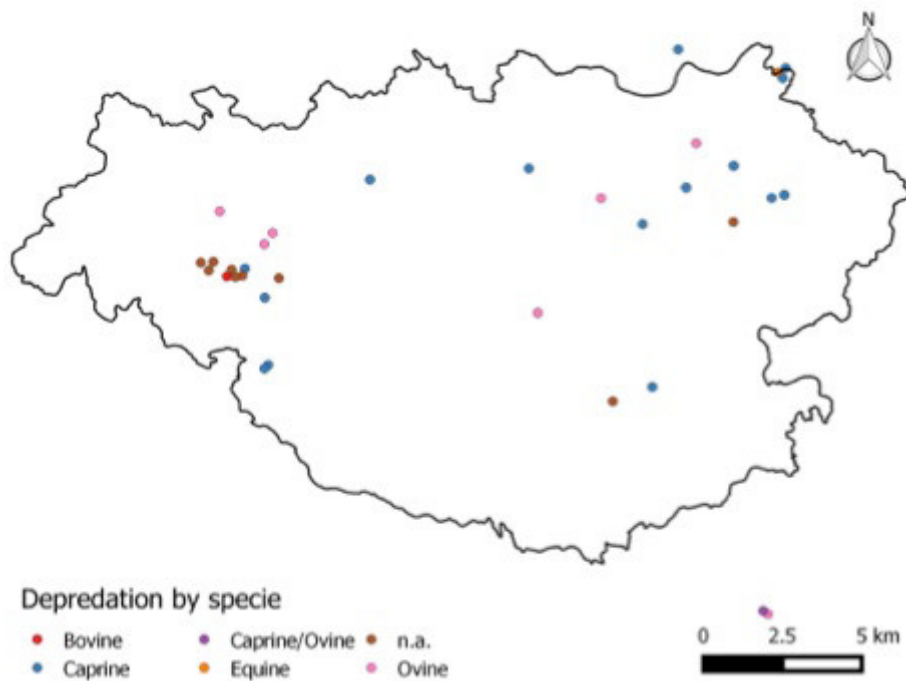 N
Depredation by specie
Bovine Caprine/Ovine n.a.
Caprine Equine Ovine
0 2.5 5 km